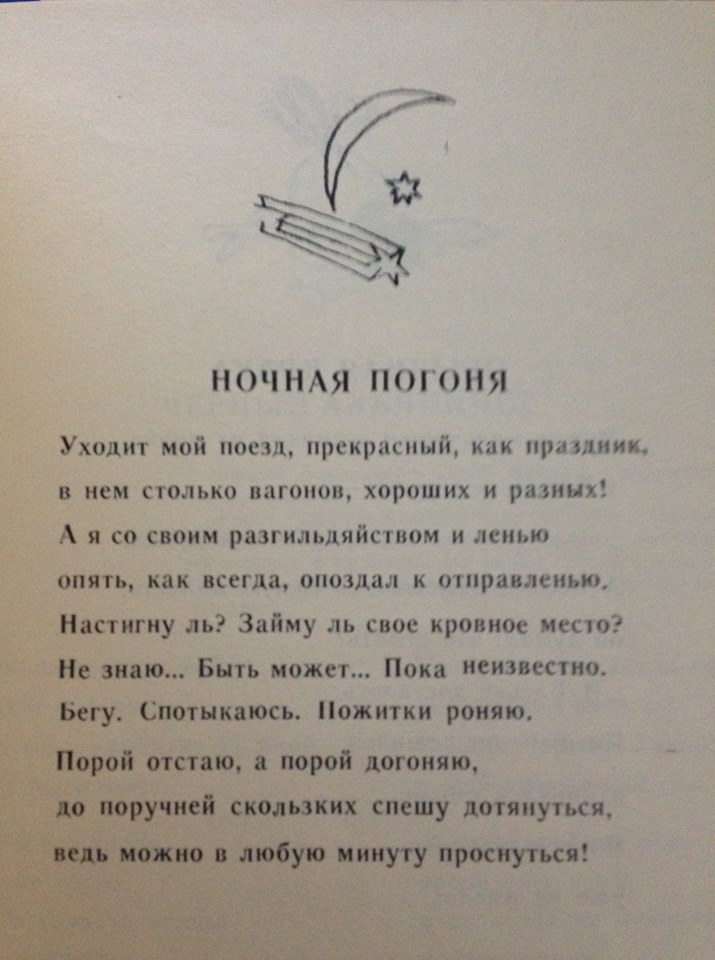 НОЧНАЯ ПОГОНЯ
Уходит мой поезд, прекрасный, как праздник,
в нем столько вагонов, хороших и разных!
А я со своим разгильдяйством и ленью
опять, как всегда, опоздал к отправленью.
Настигну ль? Займу ль свое кровное место?
Не знаю... Быть может... Пока неизвестно.
Бегу. Спотыкаюсь. Пожитки роняю.
Порой отстаю, а порой догоняю,
до поручней скользких спешу дотянуться,
ведь можно в любую минуту проснуться!